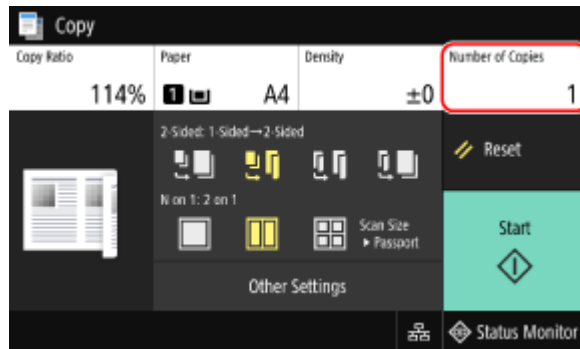 Copy
Copy Ratio
114%
Paper
1 A4
Density
±0
Number of Copies
1
2-Sided: 1-Sided→2-Sided
N on 1: 2 on 1
Scan Size
▸ Passport
Other Settings
Reset
Start
Status Monitor